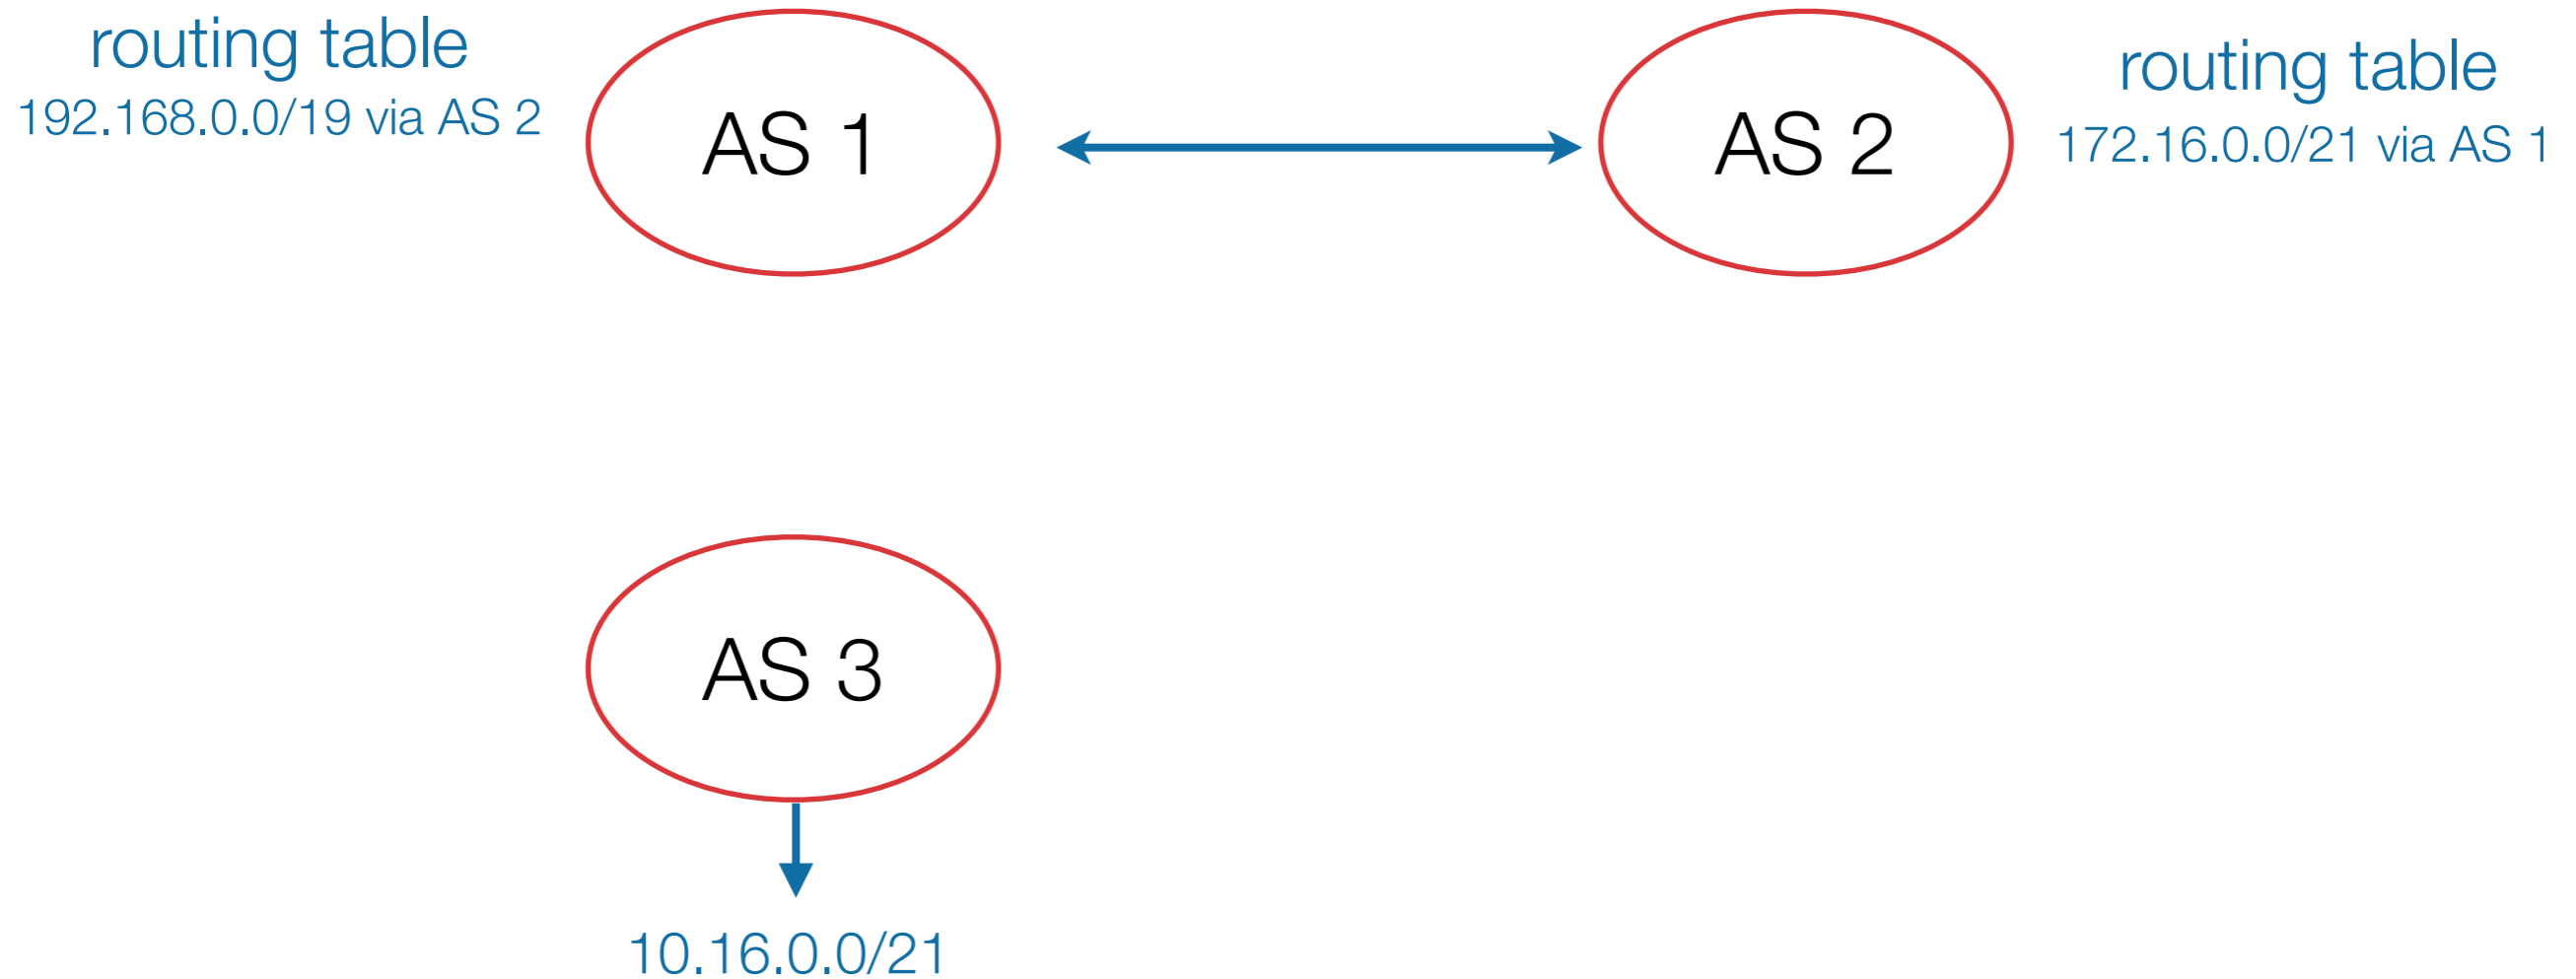 routing table
192.168.0.0/19 via AS 2
AS 1
AS 2
routing table
172.16.0.0/21 via AS 1
AS 3
10.16.0.0/21